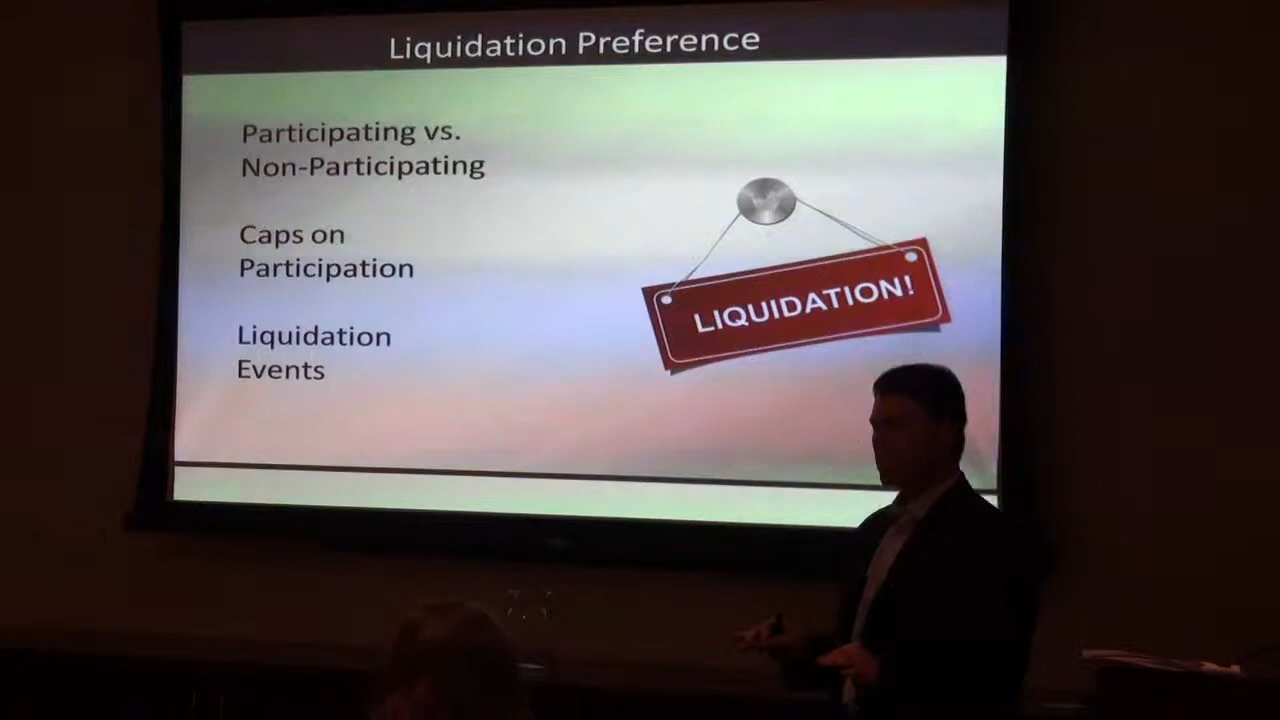 Liquidation Preference
Participating vs.
Non-Participating
Caps on
Participation
Liquidation
Events
LIQUIDATION!